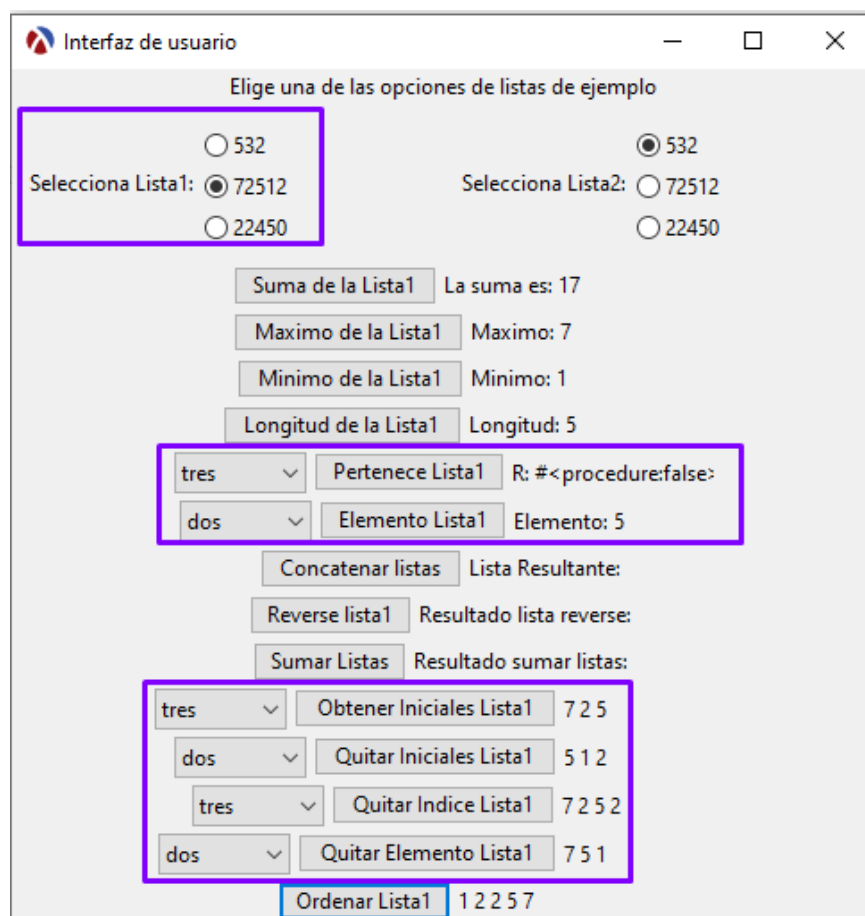 Interfaz de usuario
Elige una de las opciones de listas de ejemplo
532
532
Selecciona Lista1: 72512
Selecciona Lista2: 72512
22450
22450
Suma de la Lista1 La suma es: 17
Maximo de la Lista1 Maximo: 7
Minimo de la Lista1 Minimo: 1
Longitud de la Lista1 Longitud: 5
tres Pertenece Lista1 R: #<procedure:false>
dos Elemento Lista1 Elemento: 5
Concatenar listas Lista Resultante:
Reverse lista1 Resultado lista reverse:
Sumar Listas Resultado sumar listas:
tres Obtener Iniciales Lista1 7 2 5
dos Quitar Iniciales Lista1 5 1 2
tres Quitar Indice Lista1 7 2 5 2
dos Quitar Elemento Lista1 7 5 1
Ordenar Lista1 1 2 2 5 7